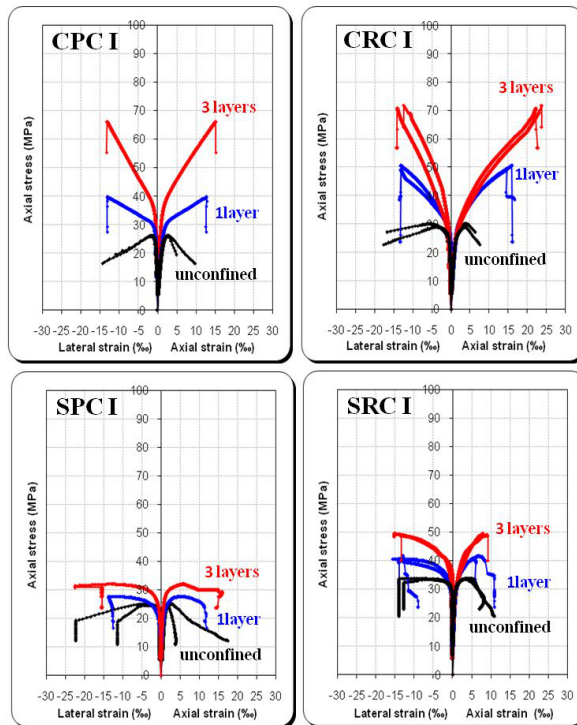 CPC I
100
90
80
70
60
50
40
30
20
10
0
Axial stress (MPa)
3 layers
1layer
unconfined
-30 -25 -20 -15 -10 -5 0 5 10 15 20 25 30
Lateral strain (‰) Axial strain (‰)
CRC I
100
90
80
70
60
50
40
30
20
10
0
Axial stress (MPa)
3 layers
1layer
unconfined
-30 -25 -20 -15 -10 -5 0 5 10 15 20 25 30
Lateral strain (‰) Axial strain (‰)
SPC I
100
90
80
70
60
50
40
30
20
10
0
Axial stress (MPa)
3 layers
1layer
unconfined
-30 -25 -20 -15 -10 -5 0 5 10 15 20 25 30
Lateral strain (‰) Axial strain (‰)
SRC I
100
90
80
70
60
50
40
30
20
10
0
Axial stress (MPa)
3 layers
1layer
unconfined
-30 -25 -20 -15 -10 -5 0 5 10 15 20 25 30
Lateral strain (‰) Axial strain (‰)